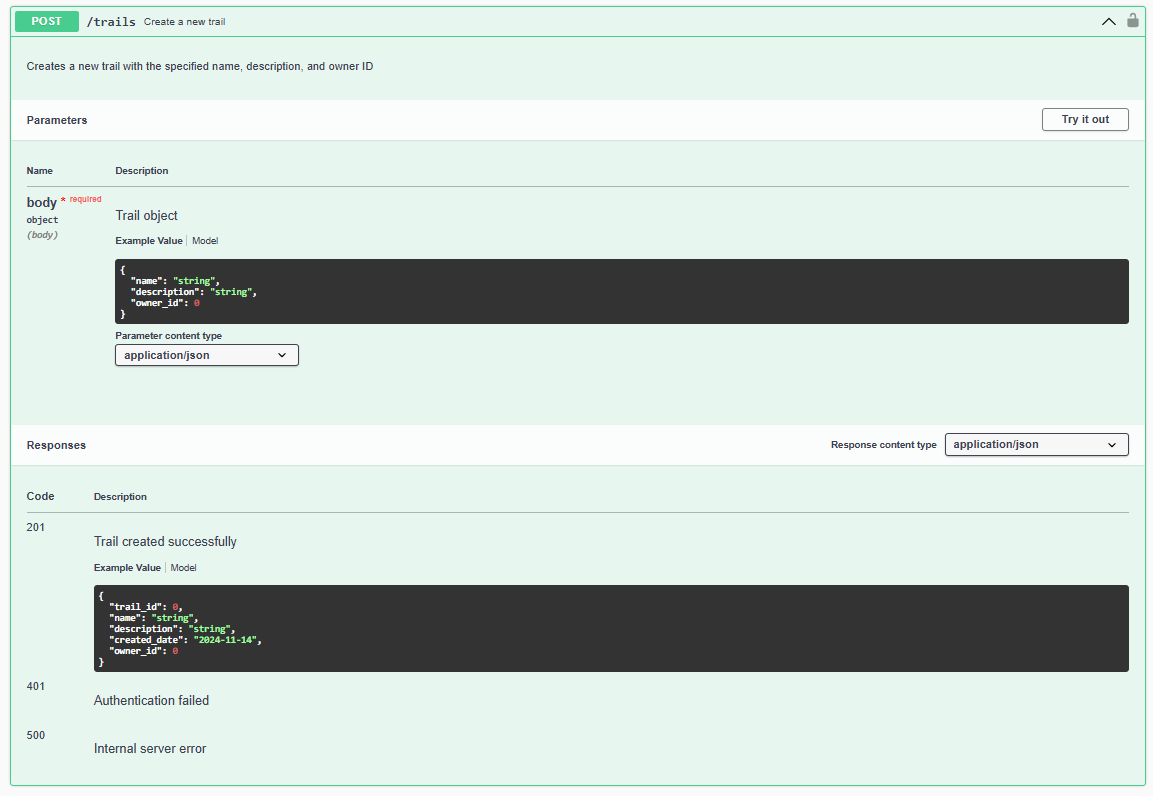 POST /trails Create a new trail
Creates a new trail with the specified name, description, and owner ID
Parameters Try it out
Name Description
body * required
object
(body)
Trail object
Example Value | Model
{
  "name": "string",
  "description": "string",
  "owner_id": 0
}
Parameter content type
application/json
Responses Response content type application/json
Code Description
201
Trail created successfully
Example Value | Model
{
  "trail_id": 0,
  "name": "string",
  "description": "string",
  "created_date": "2024-11-14",
  "owner_id": 0
}
401
Authentication failed
500
Internal server error